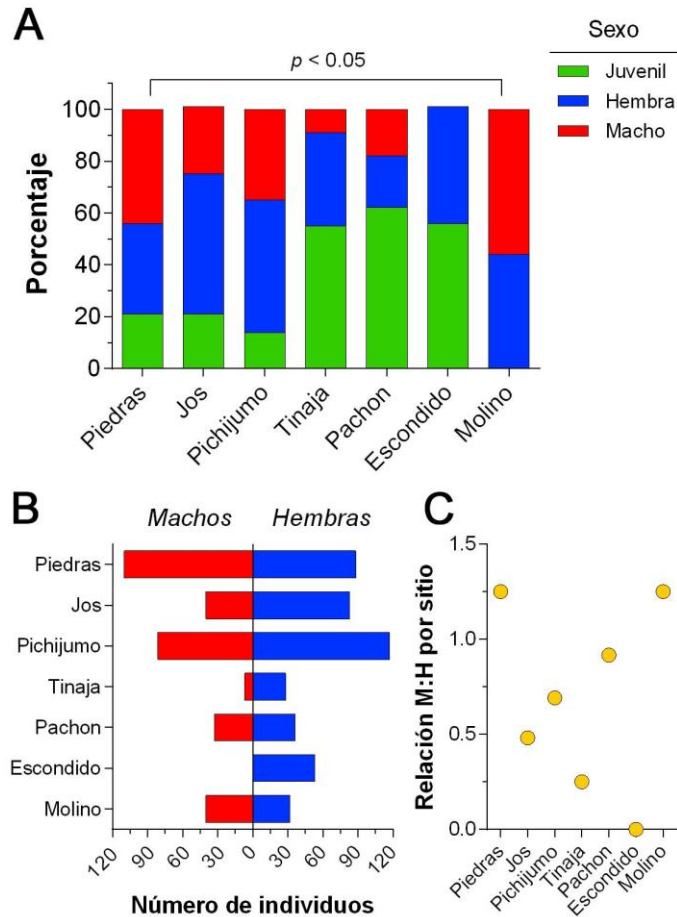 A
Sexo
Juvenil
Hembra
Macho
p < 0.05
Porcentaje
100
80
60
40
20
0
Piedras
Jos
Pichijumo
Tinaja
Pachon
Escondido
Molino
B
Machos Hembras
Piedras
Jos
Pichijumo
Tinaja
Pachon
Escondido
Molino
120 90 60 30 0 30 60 90 120
Número de individuos
C
Relación M:H por sitio
1.5
1.0
0.5
0.0
Piedras
Jos
Pichijumo
Tinaja
Pachon
Escondido
Molino